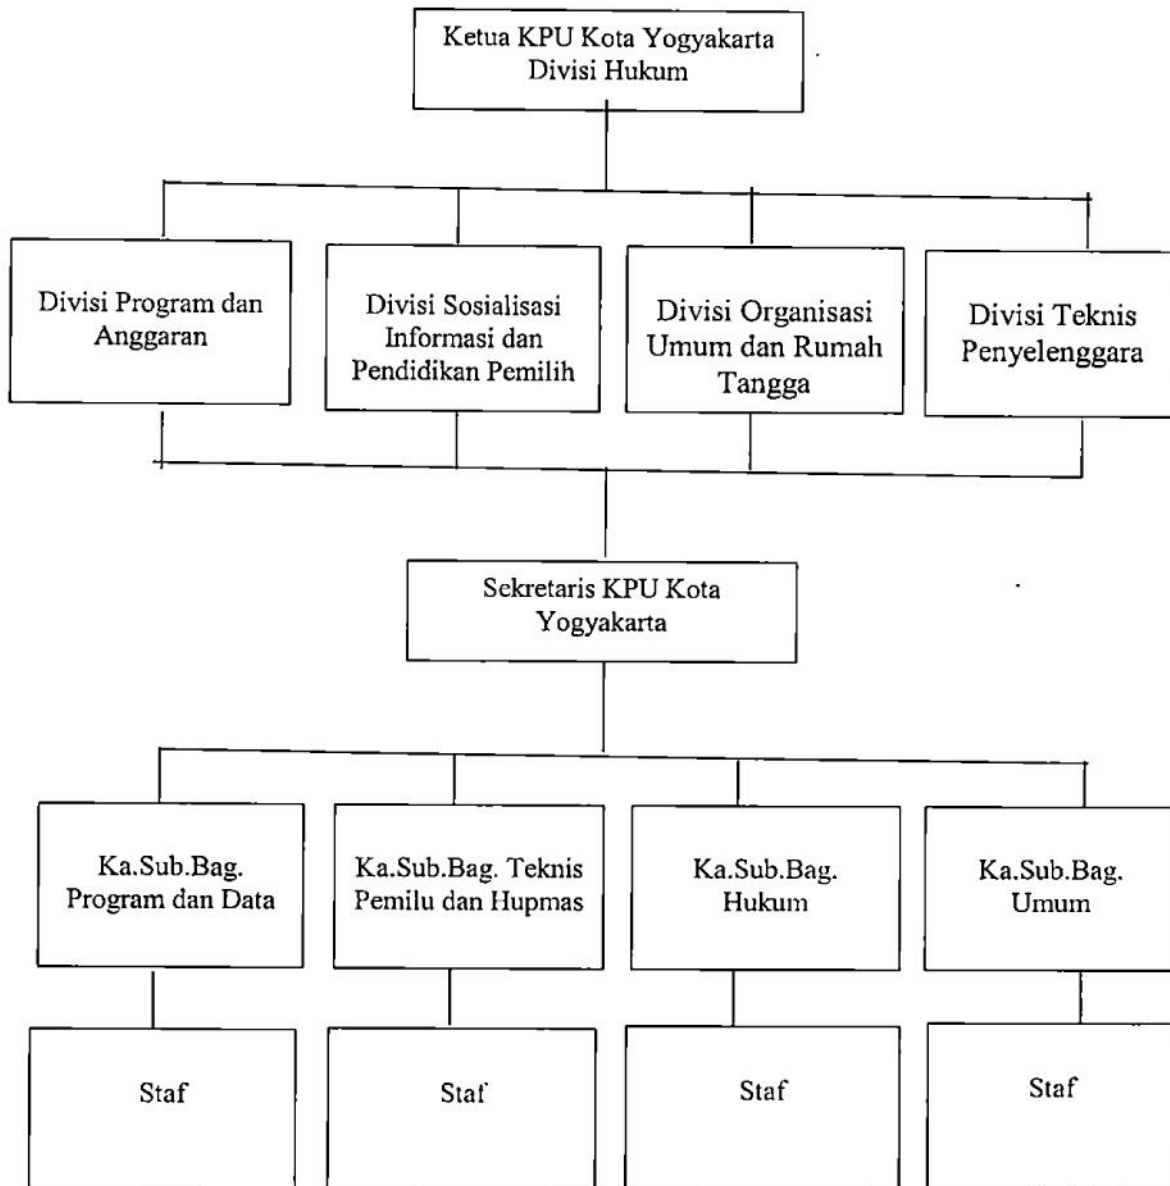 Ketua KPU Kota Yogyakarta
Divisi Hukum
Divisi Program dan
Anggaran
Divisi Sosialisasi
Informasi dan
Pendidikan Pemilih
Divisi Organisasi
Umum dan Rumah
Tangga
Divisi Teknis
Penyelenggara
Sekretaris KPU Kota
Yogyakarta
Ka.Sub.Bag.
Program dan Data
Ka.Sub.Bag. Teknis
Pemilu dan Hupmas
Ka.Sub.Bag.
Hukum
Ka.Sub.Bag.
Umum
Staf
Staf
Staf
Staf